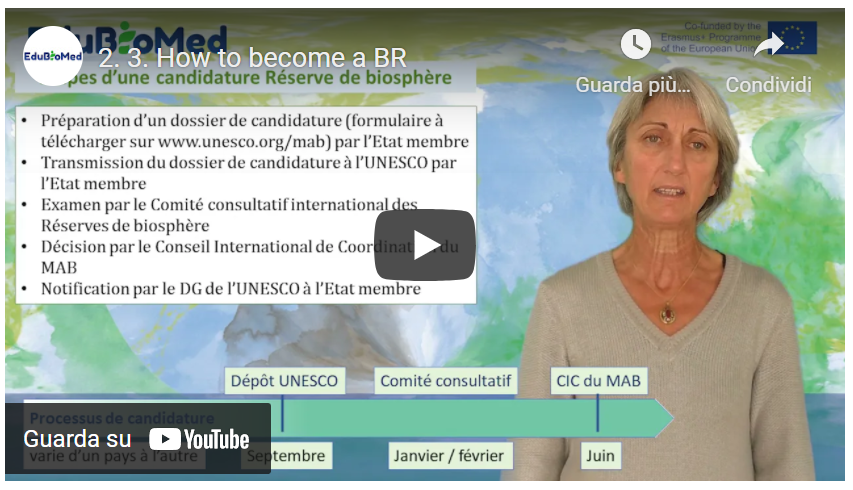 EduBioMed
EduBioMed
2. 3. How to become a BR
Co-funded by the
Erasmus+ Programme
of the European Union
Guarda più...
Condividi
d'une candidature Réserve de biosphère
• Préparation d'un dossier de candidature (formulaire à
télécharger sur www.unesco.org/mab) par l'Etat membre
• Transmission du dossier de candidature à l'UNESCO par
l'Etat membre
• Examen par le Comité consultatif international des
Réserves de biosphère
• Décision par le Conseil International de Coordination du
MAB
• Notification par le DG de l'UNESCO à l'Etat membre
Dépôt UNESCO
Comité consultatif
CIC du MAB
Processus de candidature
Guarda su YouTube
varie d'un pays à l'autre
Septembre
Janvier / février
Juin